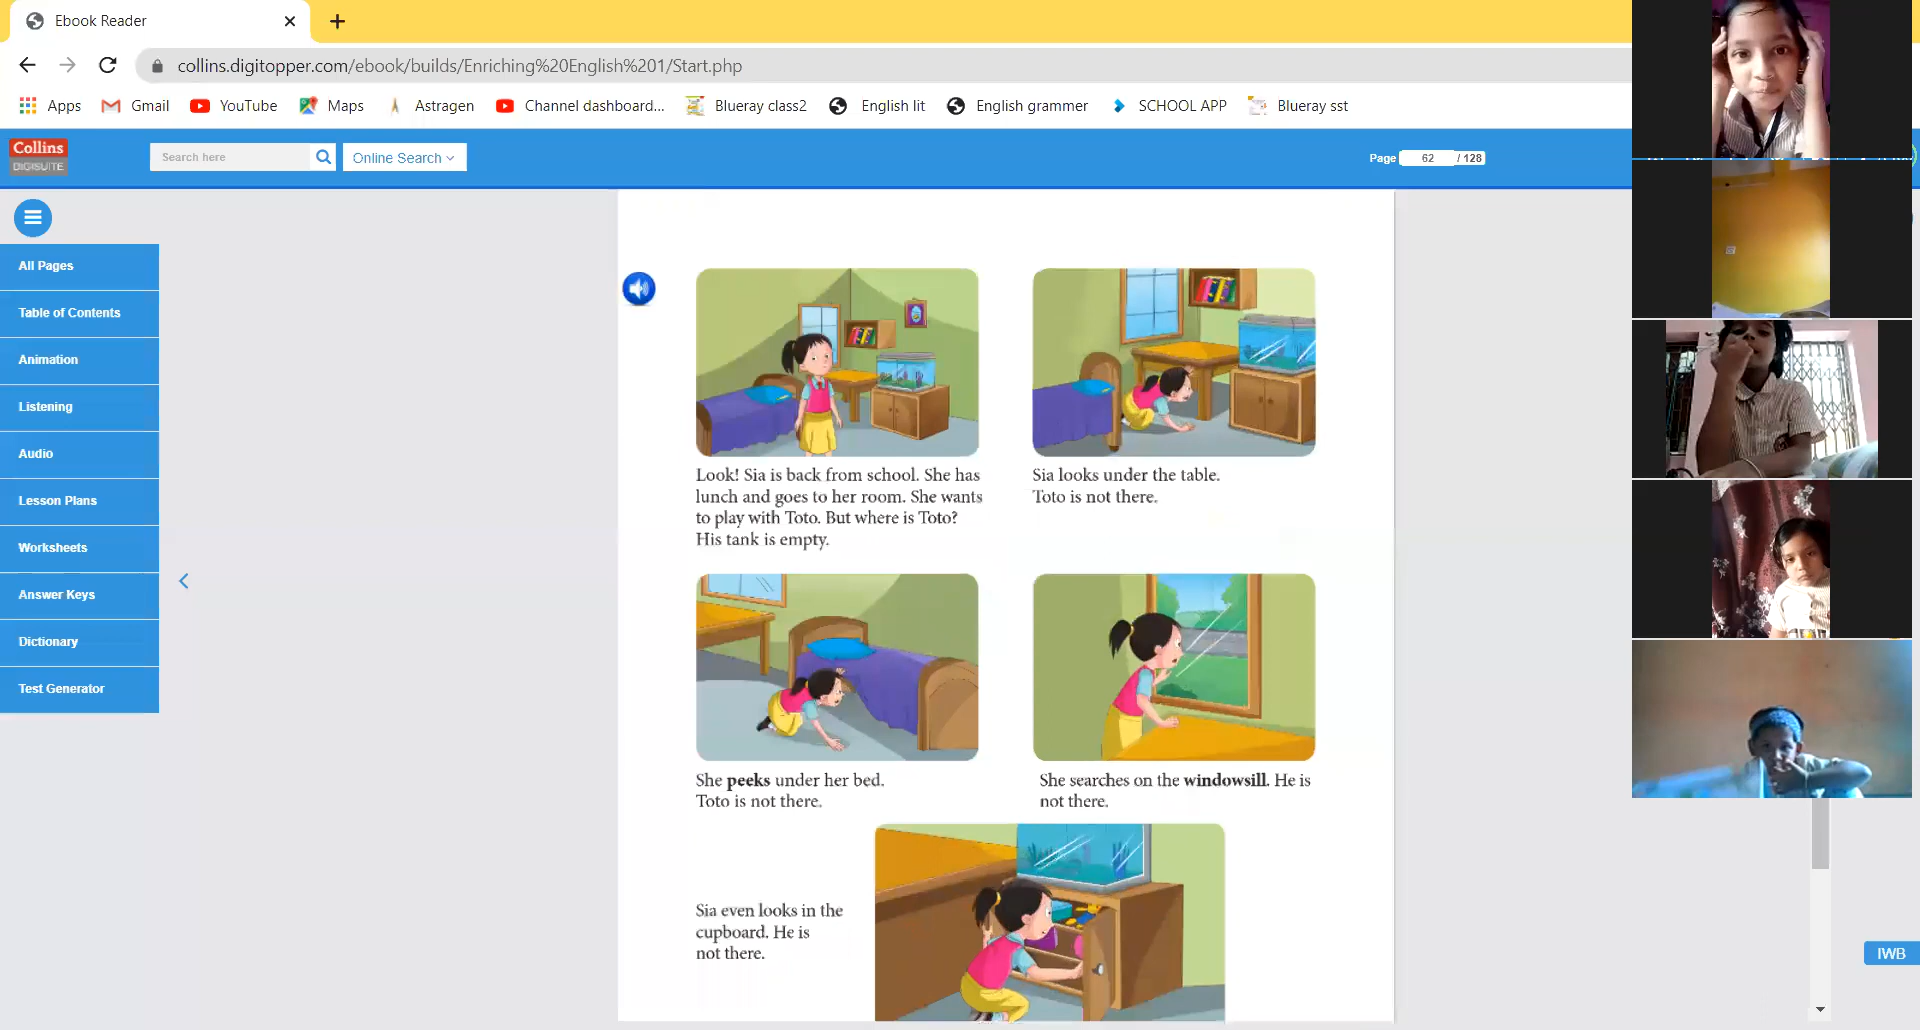 Ebook Reader
collins.digitopper.com/ebook/builds/Enriching%20English%201/Start.php
Apps Gmail YouTube Maps Astragen Channel dashboard... Blueray class2 English lit English grammer SCHOOL APP Blueray sst
Collins
DIGISUITE
Search here
Online Search
Page 62 / 128
All Pages
Table of Contents
Animation
Listening
Audio
Lesson Plans
Worksheets
Answer Keys
Dictionary
Test Generator
Look! Sia is back from school. She has
lunch and goes to her room. She wants
to play with Toto. But where is Toto?
His tank is empty.
Sia looks under the table.
Toto is not there.
She peeks under her bed.
Toto is not there.
She searches on the windowsill. He is
not there.
Sia even looks in the
cupboard. He is
not there.
IWB